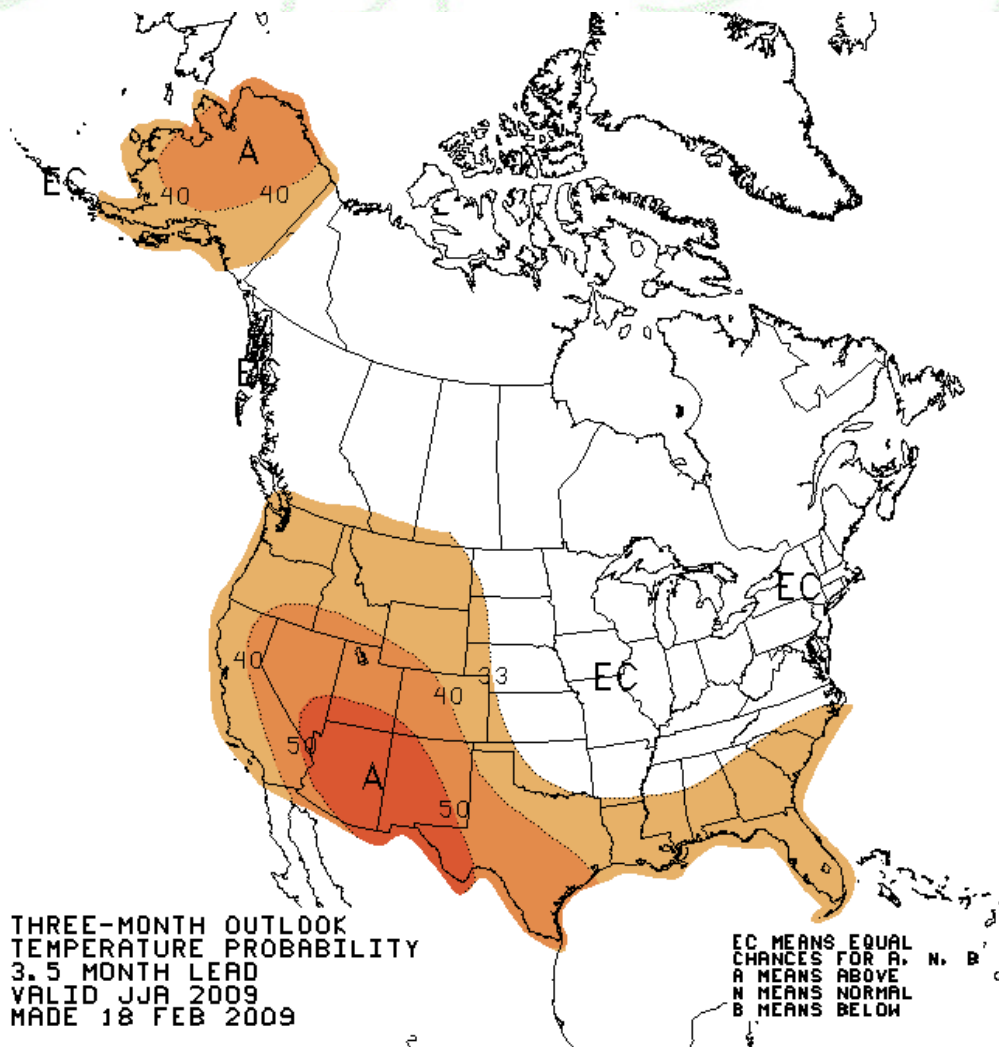 A
EC
40
40
EC
EC
33
EC
40
40
50
A
50
THREE-MONTH OUTLOOK
TEMPERATURE PROBABILITY
3.5 MONTH LEAD
VALID JJA 2009
MADE 18 FEB 2009
EC MEANS EQUAL
CHANCES FOR A, N, B
A MEANS ABOVE
N MEANS NORMAL
B MEANS BELOW